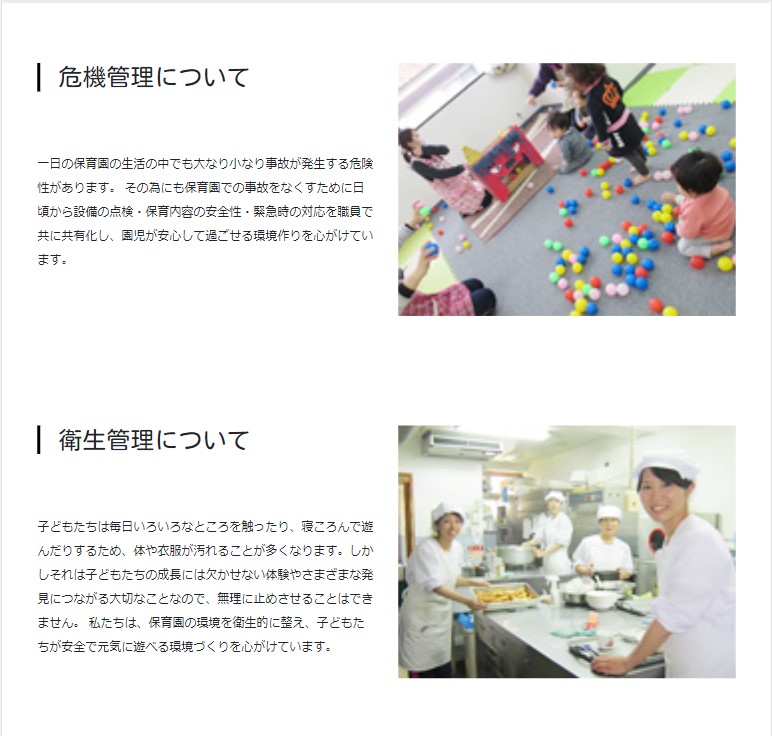 危機管理について
一日の保育園の生活の中でも大なり小なり事故が発生する危険
性があります。 その為にも保育園での事故をなくすために日
頃から設備の点検・保育内容の安全性・緊急時の対応を職員で
共に共有化し、園児が安心して過ごせる環境作りを心がけてい
ます。
衛生管理について
子どもたちは毎日いろいろなところを触ったり、寝ころんで遊
んだりするため、体や衣服が汚れることが多くなります。しか
しそれは子どもたちの成長には欠かせない体験やさまざまな発
見につながる大切なことなので、無理に止めさせることはでき
ません。 私たちは、保育園の環境を衛生的に整え、子どもた
ちが安全で元気に遊べる環境づくりを心がけています。